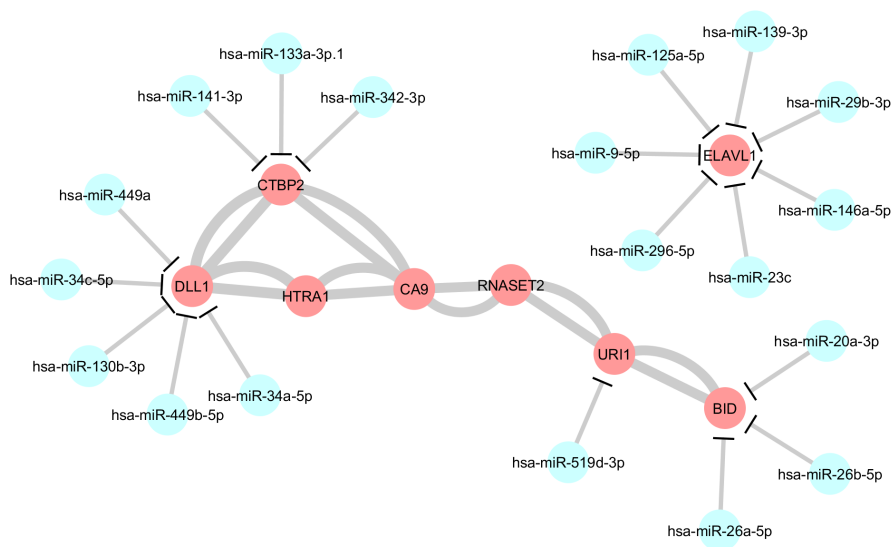 hsa-miR-139-3p
hsa-miR-133a-3p.1
hsa-miR-125a-5p
hsa-miR-141-3p
hsa-miR-342-3p
hsa-miR-29b-3p
hsa-miR-9-5p
ELAVL1
CTBP2
hsa-miR-449a
hsa-miR-146a-5p
hsa-miR-296-5p
hsa-miR-23c
hsa-miR-34c-5p
DLL1
HTRA1
CA9
RNASET2
hsa-miR-20a-3p
URI1
hsa-miR-130b-3p
hsa-miR-34a-5p
hsa-miR-449b-5p
BID
hsa-miR-519d-3p
hsa-miR-26b-5p
hsa-miR-26a-5p